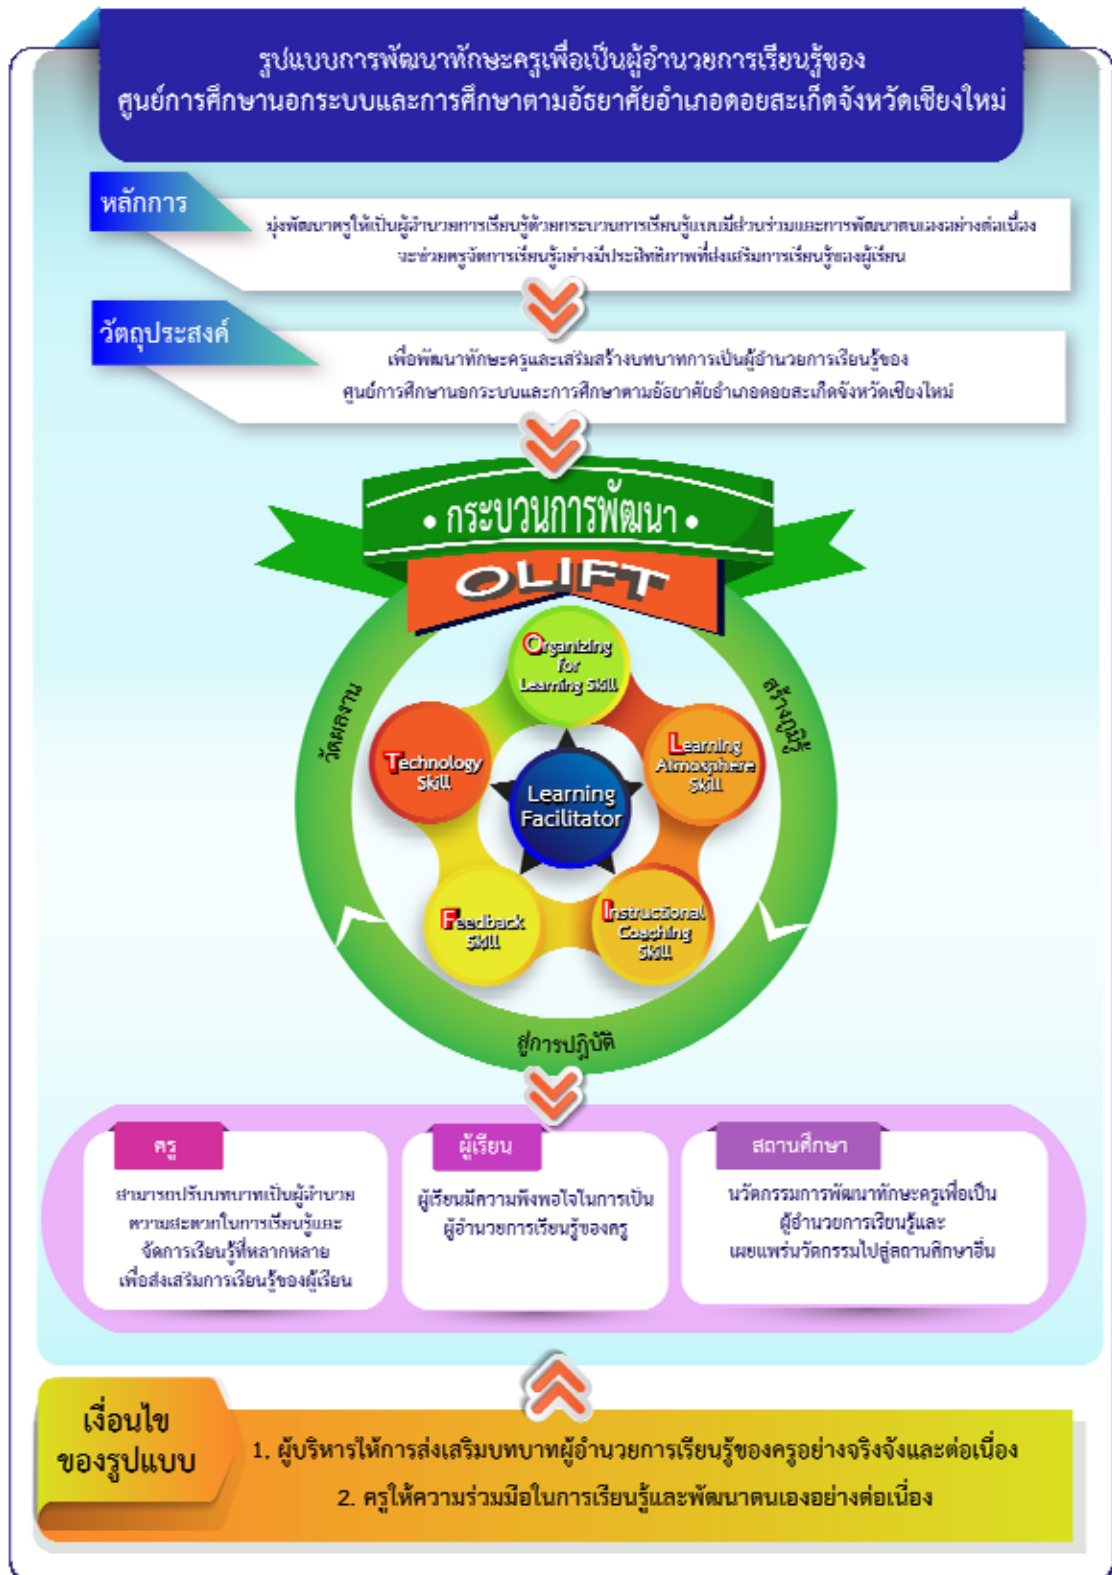 รูปแบบการพัฒนาทักษะครูเพื่อเป็นผู้อำนวยการเรียนรู้ของ
ศูนย์การศึกษานอกระบบและการศึกษาตามอัธยาศัยอำเภอดอยสะเก็ดจังหวัดเชียงใหม่
หลักการ
มุ่งพัฒนาครูให้เป็นผู้อำนวยการเรียนรู้ด้วยกระบวนการเรียนรู้แบบมีส่วนร่วมและการพัฒนาตนเองอย่างต่อเนื่อง
จะช่วยครูจัดการเรียนรู้อย่างมีประสิทธิภาพที่ส่งเสริมการเรียนรู้ของผู้เรียน
วัตถุประสงค์
เพื่อพัฒนาทักษะครูและเสริมสร้างบทบาทการเป็นผู้อำนวยการเรียนรู้ของ
ศูนย์การศึกษานอกระบบและการศึกษาตามอัธยาศัยอำเภอดอยสะเก็ดจังหวัดเชียงใหม่
• กระบวนการพัฒนา •
OLIFT
Organizing
for
Learning Skill
วัดผลงาน
สร้างภูมิรู้
Technology
Skill
Learning
Atmosphere
Skill
Learning
Facilitator
Feedback
Skill
Instructional
Coaching
Skill
สู่การปฏิบัติ
ครู
สามารถปรับบทบาทเป็นผู้อำนวย
ความสะดวกในการเรียนรู้และ
จัดการเรียนรู้ที่หลากหลาย
เพื่อส่งเสริมการเรียนรู้ของผู้เรียน
ผู้เรียน
ผู้เรียนมีความพึงพอใจในการเป็น
ผู้อำนวยการเรียนรู้ของครู
สถานศึกษา
นวัตกรรมการพัฒนาทักษะครูเพื่อเป็น
ผู้อำนวยการเรียนรู้และ
เผยแพร่นวัตกรรมไปสู่สถานศึกษาอื่น
เงื่อนไข
ของรูปแบบ
1. ผู้บริหารให้การส่งเสริมบทบาทผู้อำนวยการเรียนรู้ของครูอย่างจริงจังและต่อเนื่อง
2. ครูให้ความร่วมมือในการเรียนรู้และพัฒนาตนเองอย่างต่อเนื่อง